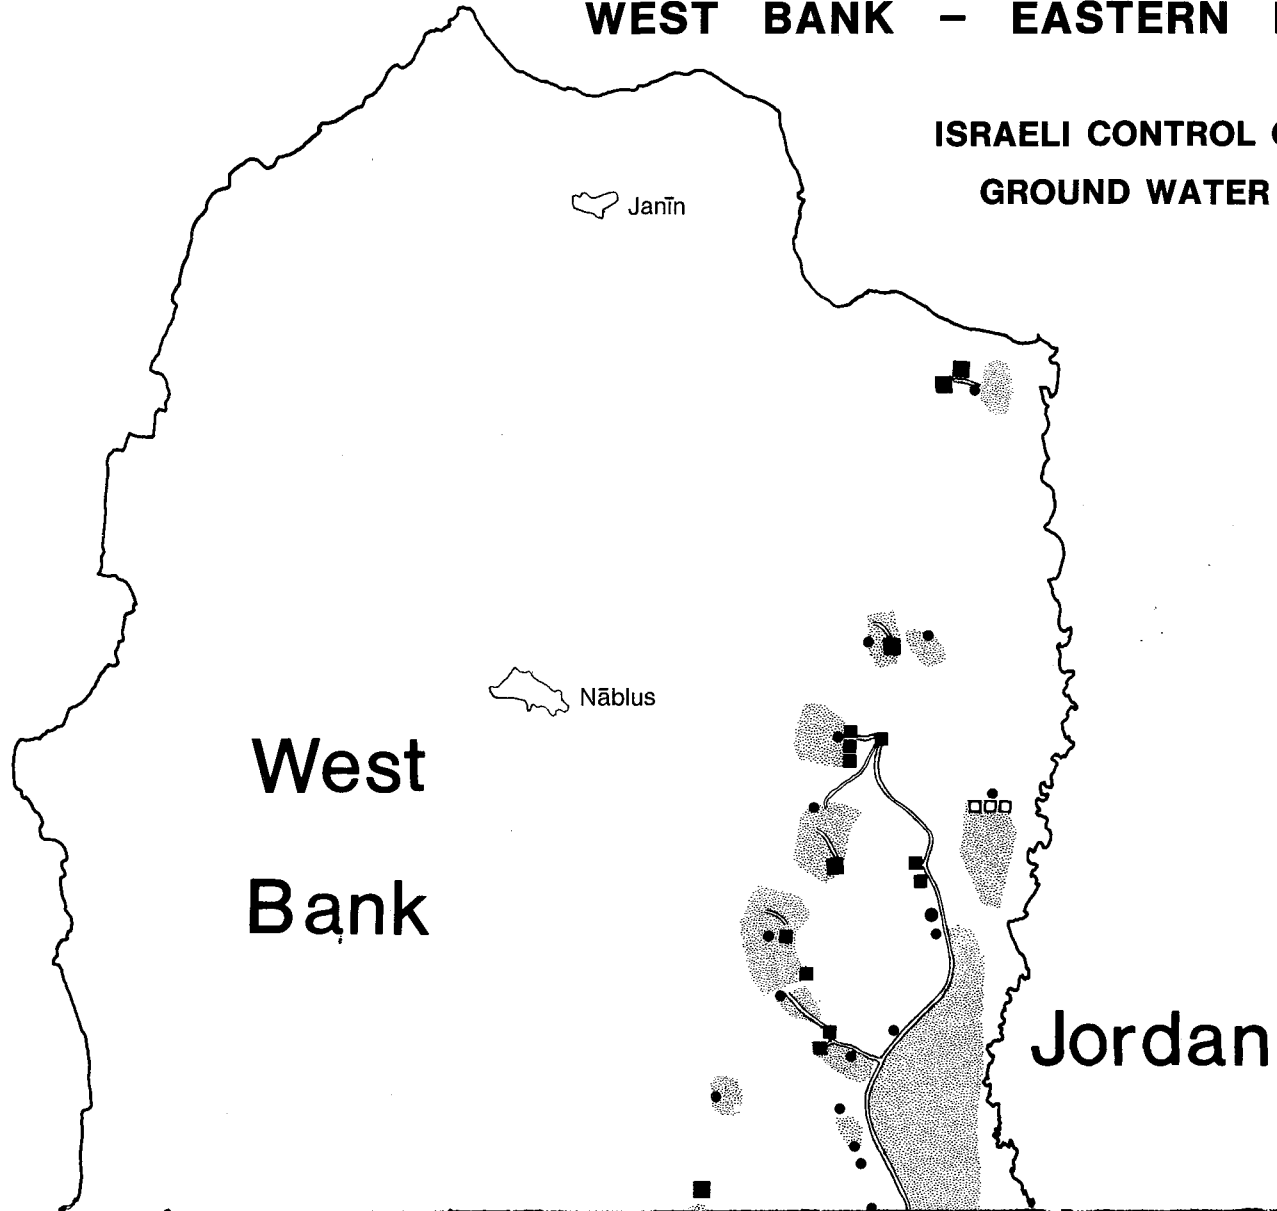 WEST BANK – EASTERN
ISRAELI CONTROL
GROUND WATER
Janīn
Nāblus
West
Bank
Jordan